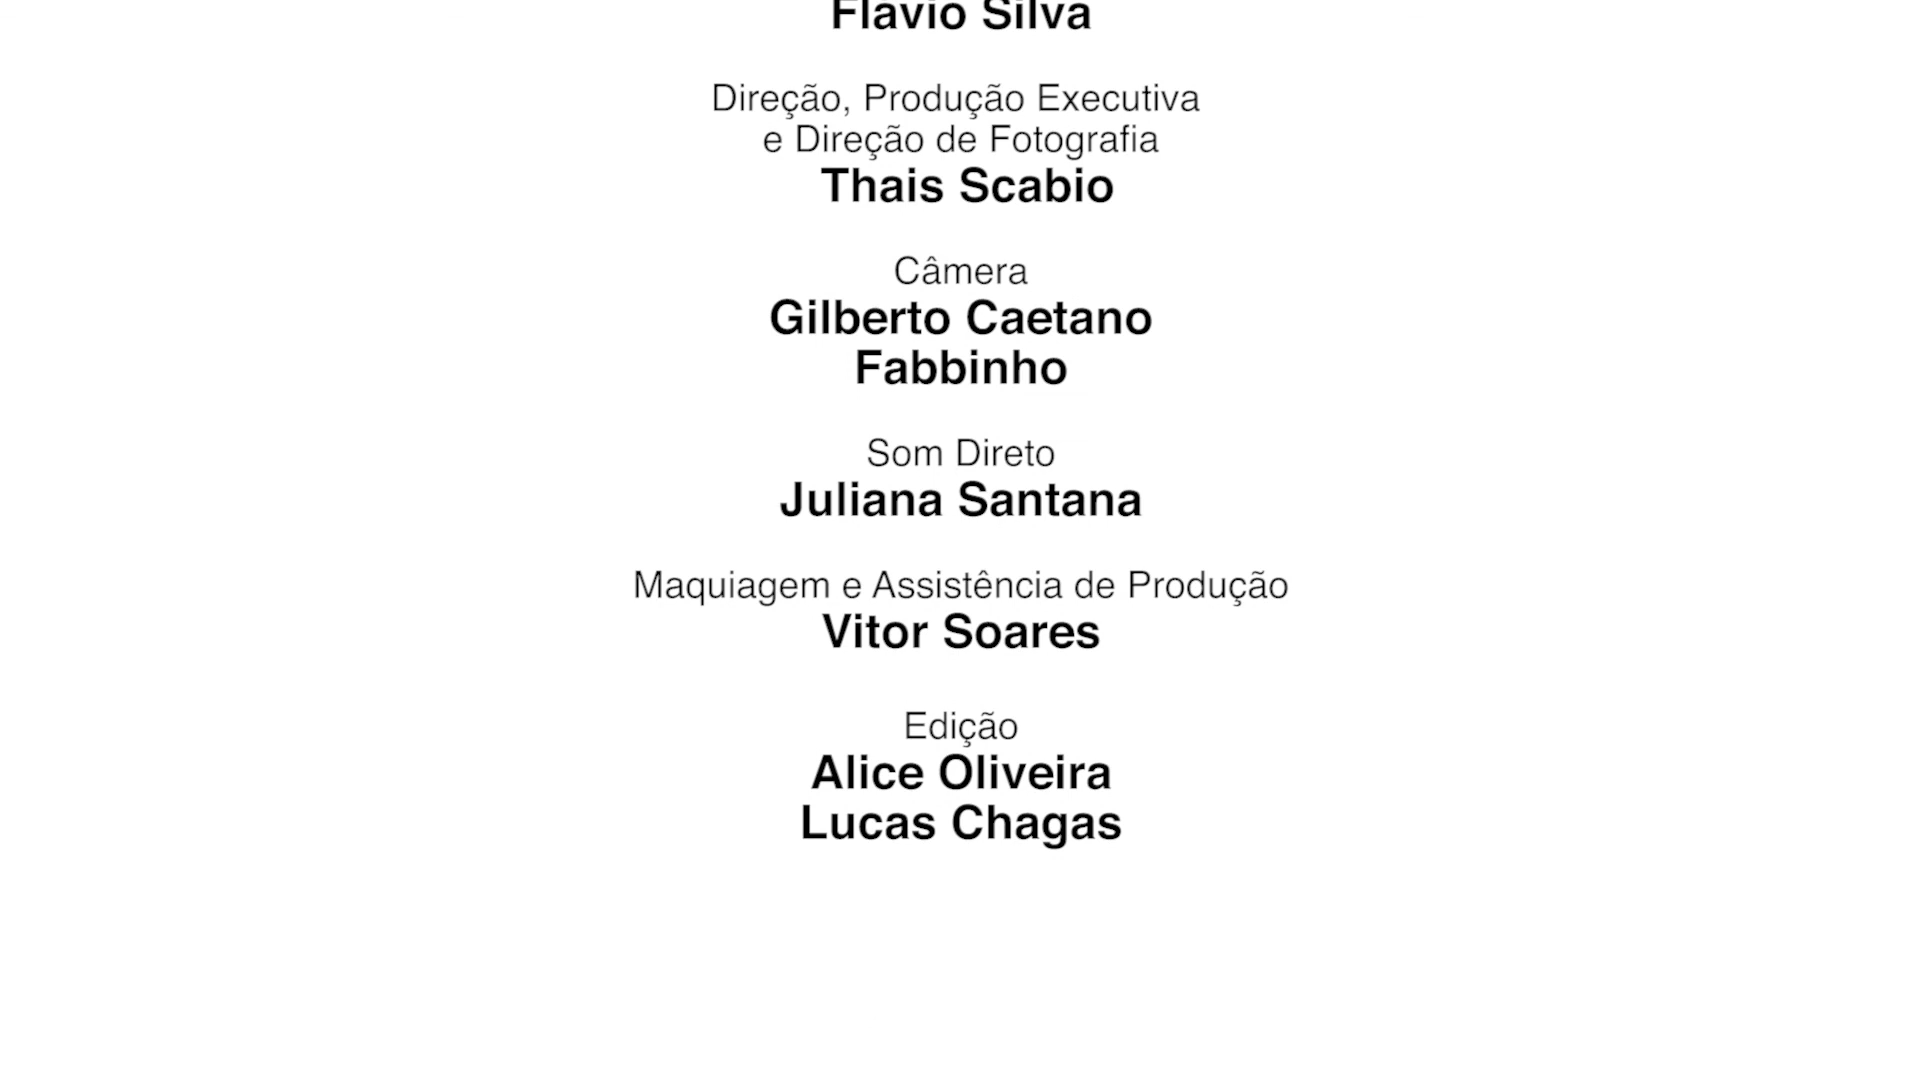 Flavio Silva
Direção, Produção Executiva
e Direção de Fotografia
Thais Scabio
Câmera
Gilberto Caetano
Fabbinho
Som Direto
Juliana Santana
Maquiagem e Assistência de Produção
Vitor Soares
Edição
Alice Oliveira
Lucas Chagas